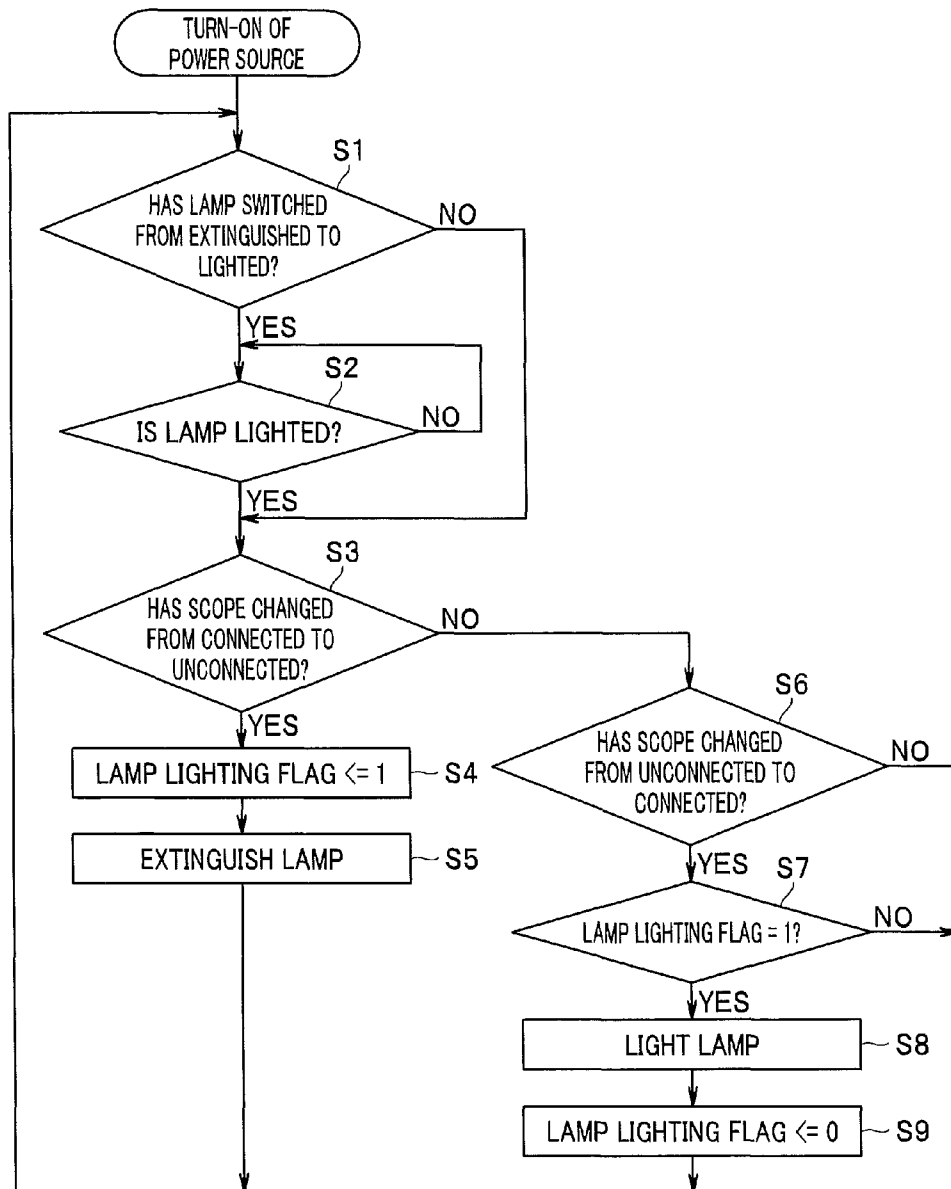 TURN-ON OF
POWER SOURCE
S1
HAS LAMP SWITCHED
FROM EXTINGUISHED TO
LIGHTED?
NO
YES
S2
IS LAMP LIGHTED?
NO
YES
S3
HAS SCOPE CHANGED
FROM CONNECTED TO
UNCONNECTED?
NO
YES
LAMP LIGHTING FLAG <= 1
S4
EXTINGUISH LAMP
S5
S6
HAS SCOPE CHANGED
FROM UNCONNECTED TO
CONNECTED?
NO
YES
S7
LAMP LIGHTING FLAG = 1?
NO
YES
LIGHT LAMP
S8
LAMP LIGHTING FLAG <= 0
S9